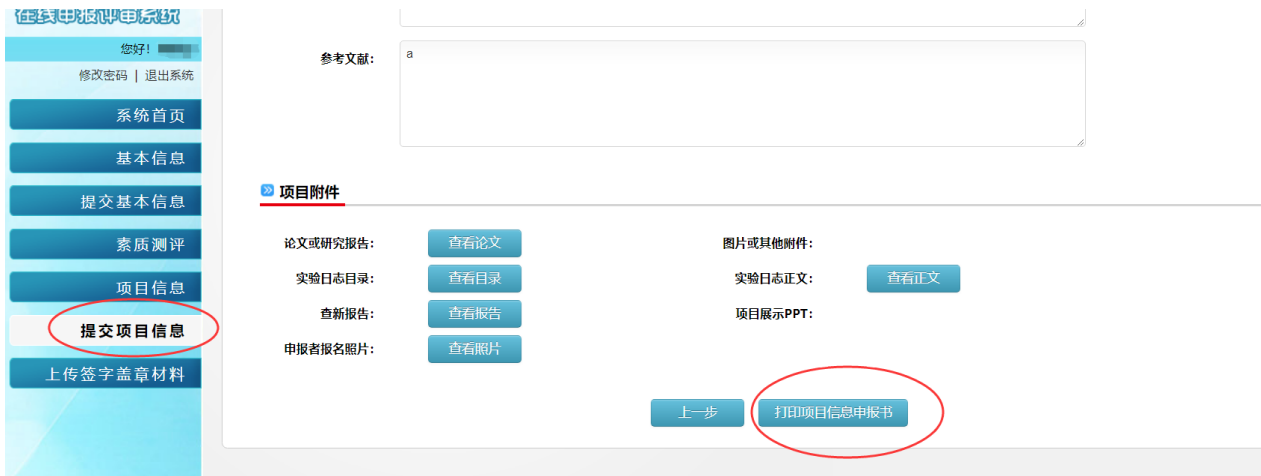 在线申报评审系统
您好！
修改密码 | 退出系统
系统首页
基本信息
提交基本信息
素质测评
项目信息
提交项目信息
上传签字盖章材料
参考文献：
a
项目附件
论文或研究报告： 查看论文 图片或其他附件：
实验日志目录： 查看目录 实验日志正文： 查看正文
查新报告： 查看报告 项目展示PPT：
申报者报名照片： 查看照片
上一步 打印项目信息申报书